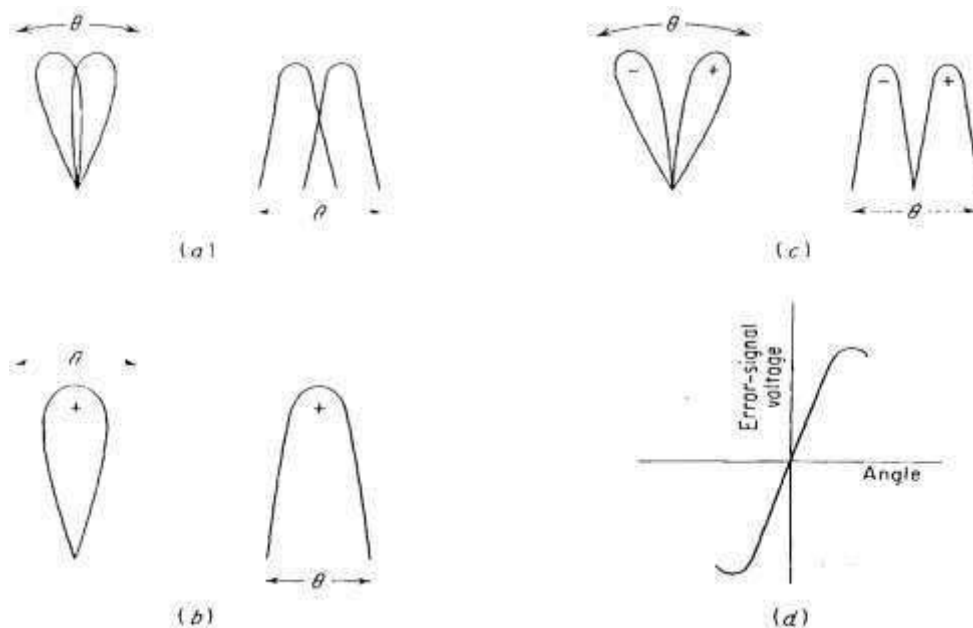 θ
θ
- +
- +
θ
(a)
(c)
+
+
θ
(b)
Error-signal
voltage
Angle
(d)